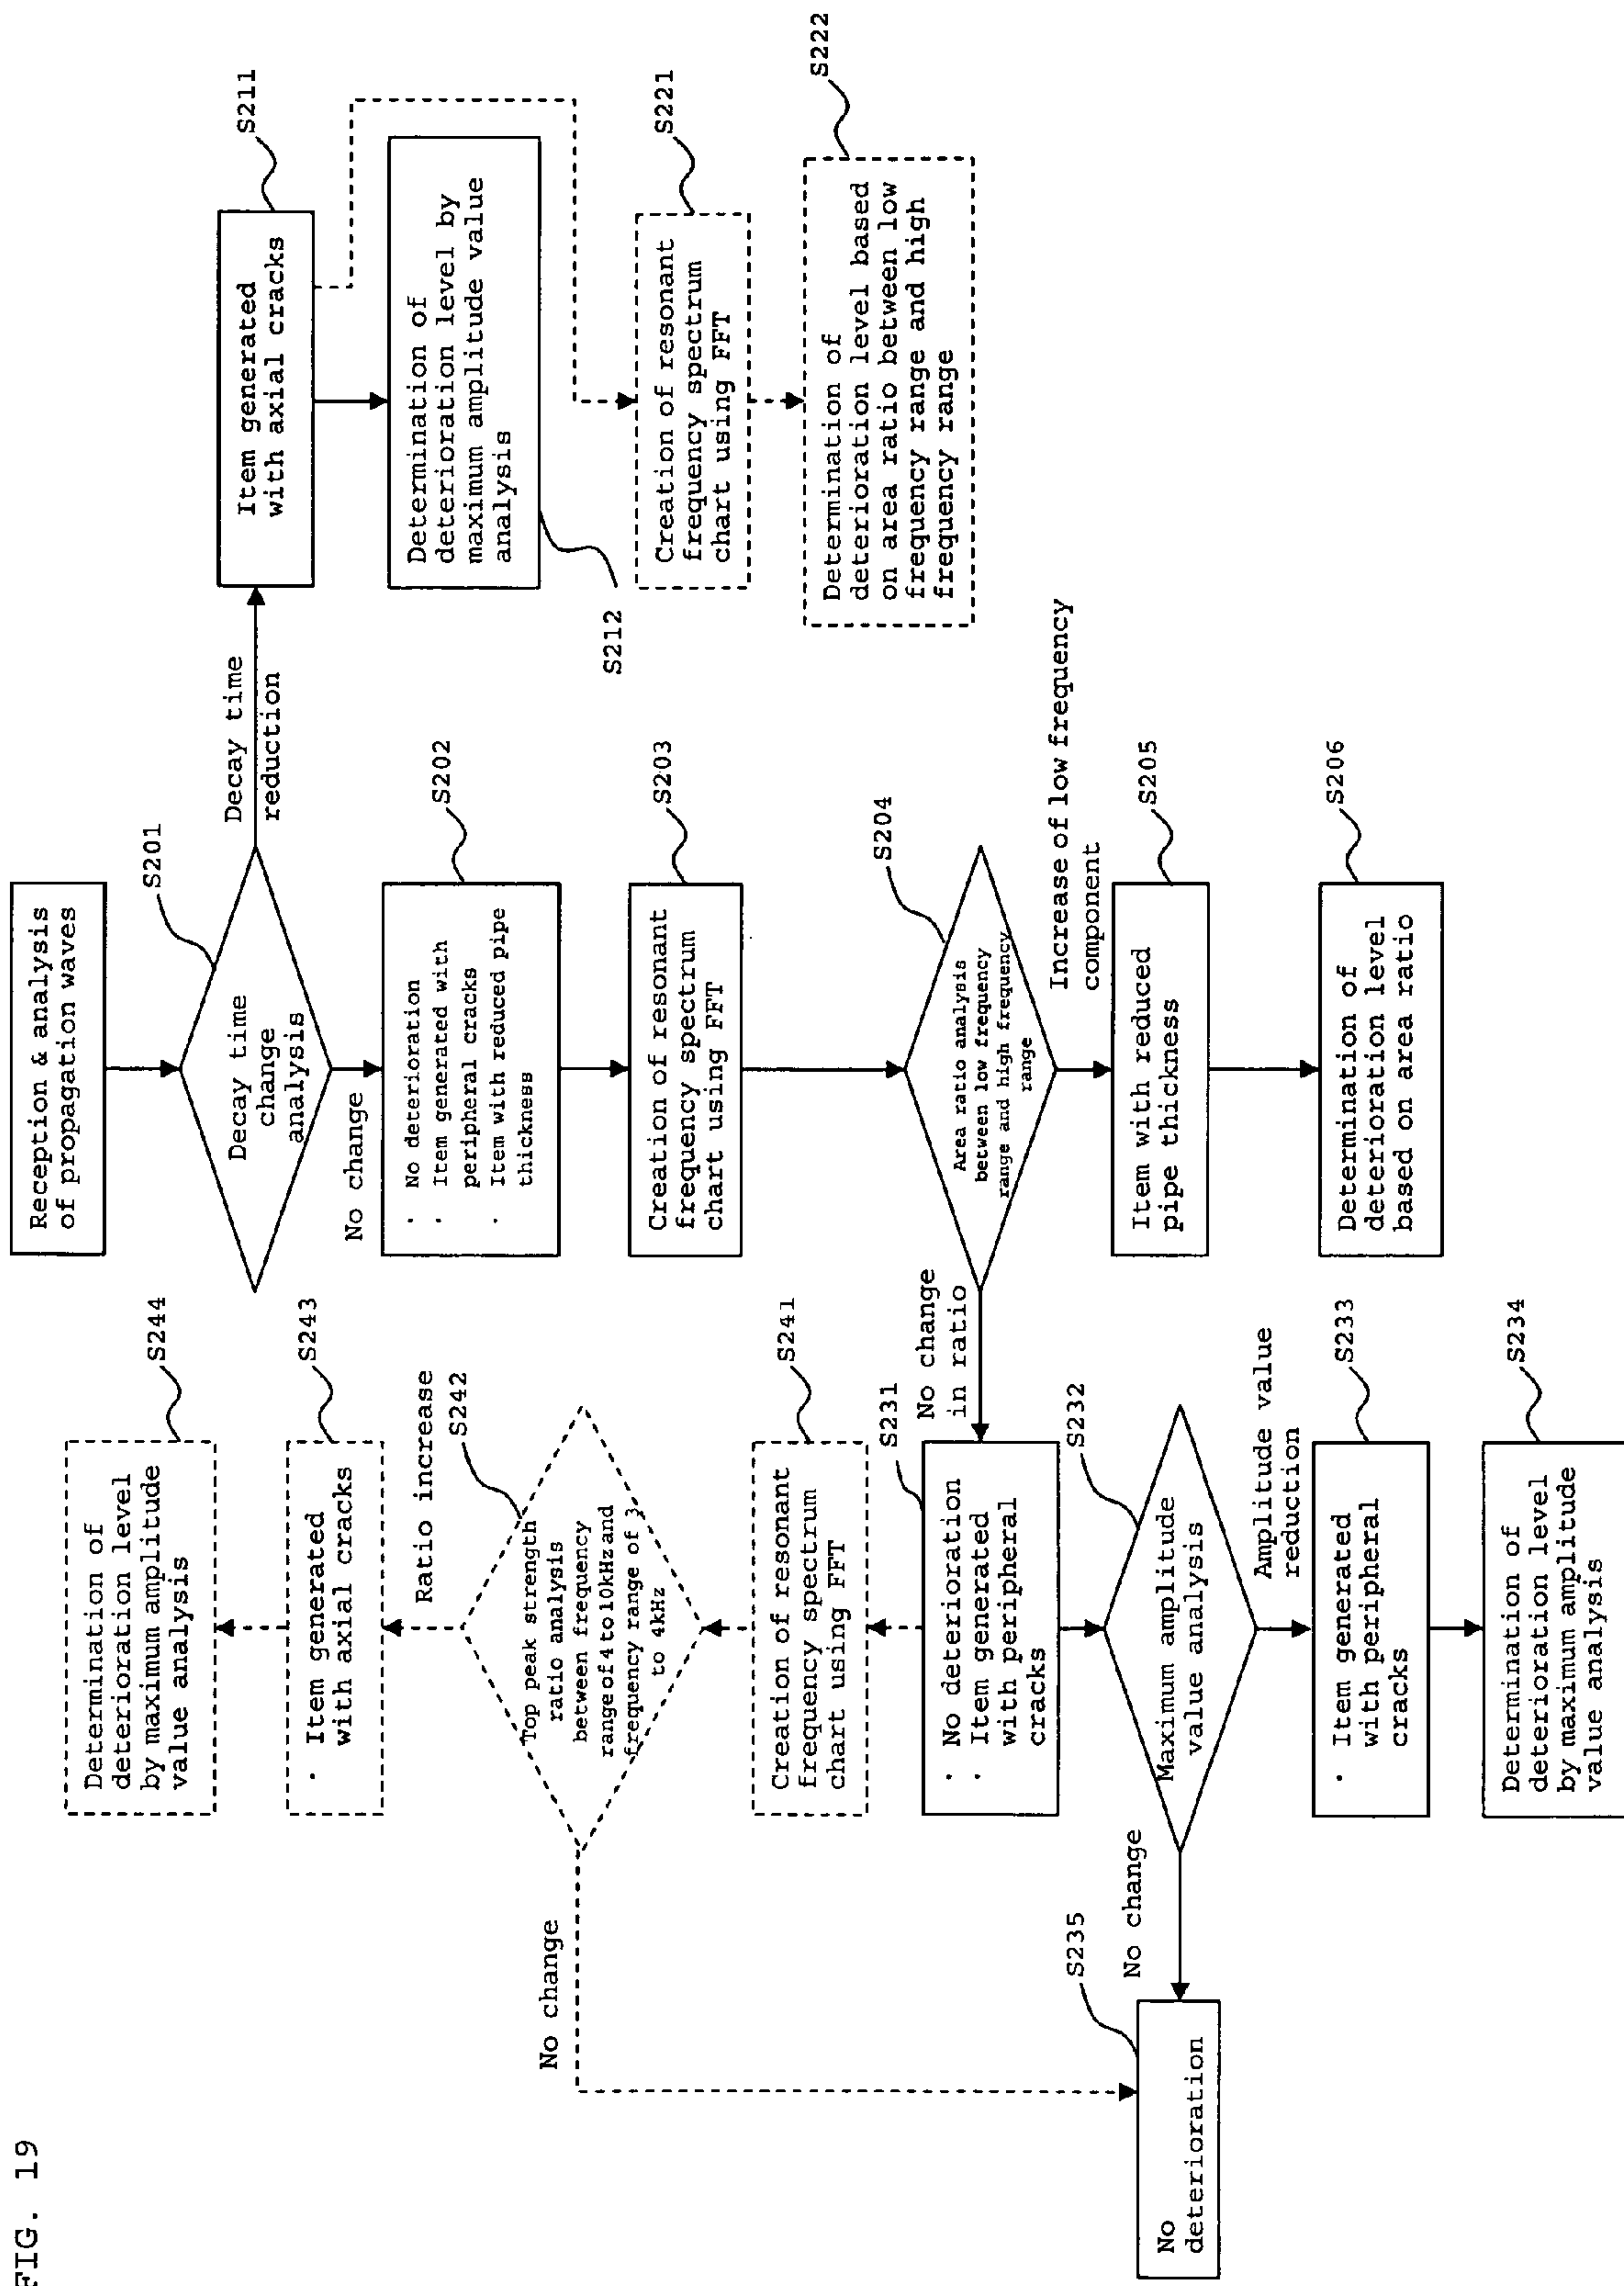 FIG. 19
Reception & analysis
of propagation waves
S201
Decay time
change
analysis
Decay time
reduction
S211
Item generated
with axial cracks
Determination of
deterioration level by
maximum amplitude value
analysis
S212
S221
Creation of resonant
frequency spectrum
chart using FFT
S222
Determination of
deterioration level based
on area ratio between low
frequency range and high
frequency range
No change
S202
· No deterioration
· Item generated with
peripheral cracks
· Item with reduced pipe
thickness
S203
Creation of resonant
frequency spectrum
chart using FFT
S204
Area ratio analysis
between low frequency
range and high frequency
range
Increase of low frequency
component
S205
Item with reduced
pipe thickness
S206
Determination of
deterioration level
based on area ratio
No change
in ratio
S231
· No deterioration
· Item generated
with peripheral
cracks
S232
Maximum amplitude
value analysis
Amplitude value
reduction
S233
· Item generated
with peripheral
cracks
S234
Determination of
deterioration level
by maximum amplitude
value analysis
No change
S235
No
deterioration
S241
Creation of resonant
frequency spectrum
chart using FFT
S242
Top peak strength
ratio analysis
between frequency
range of 4 to 10kHz and
frequency range of 3
to 4kHz
No change
Ratio increase
S243
· Item generated
with axial cracks
S244
Determination of
deterioration level
by maximum amplitude
value analysis